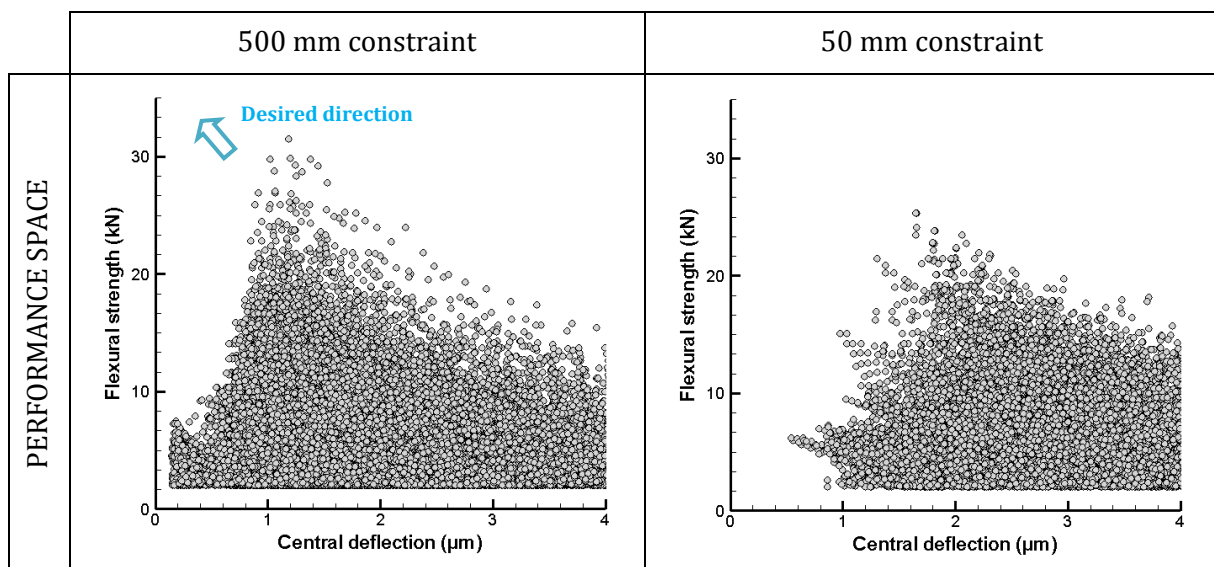 500 mm constraint
50 mm constraint
PERFORMANCE SPACE
Desired direction
Flexural strength (kN)
30
20
10
0
0 1 2 3 4
Central deflection (µm)
Flexural strength (kN)
30
20
10
0
0 1 2 3 4
Central deflection (µm)